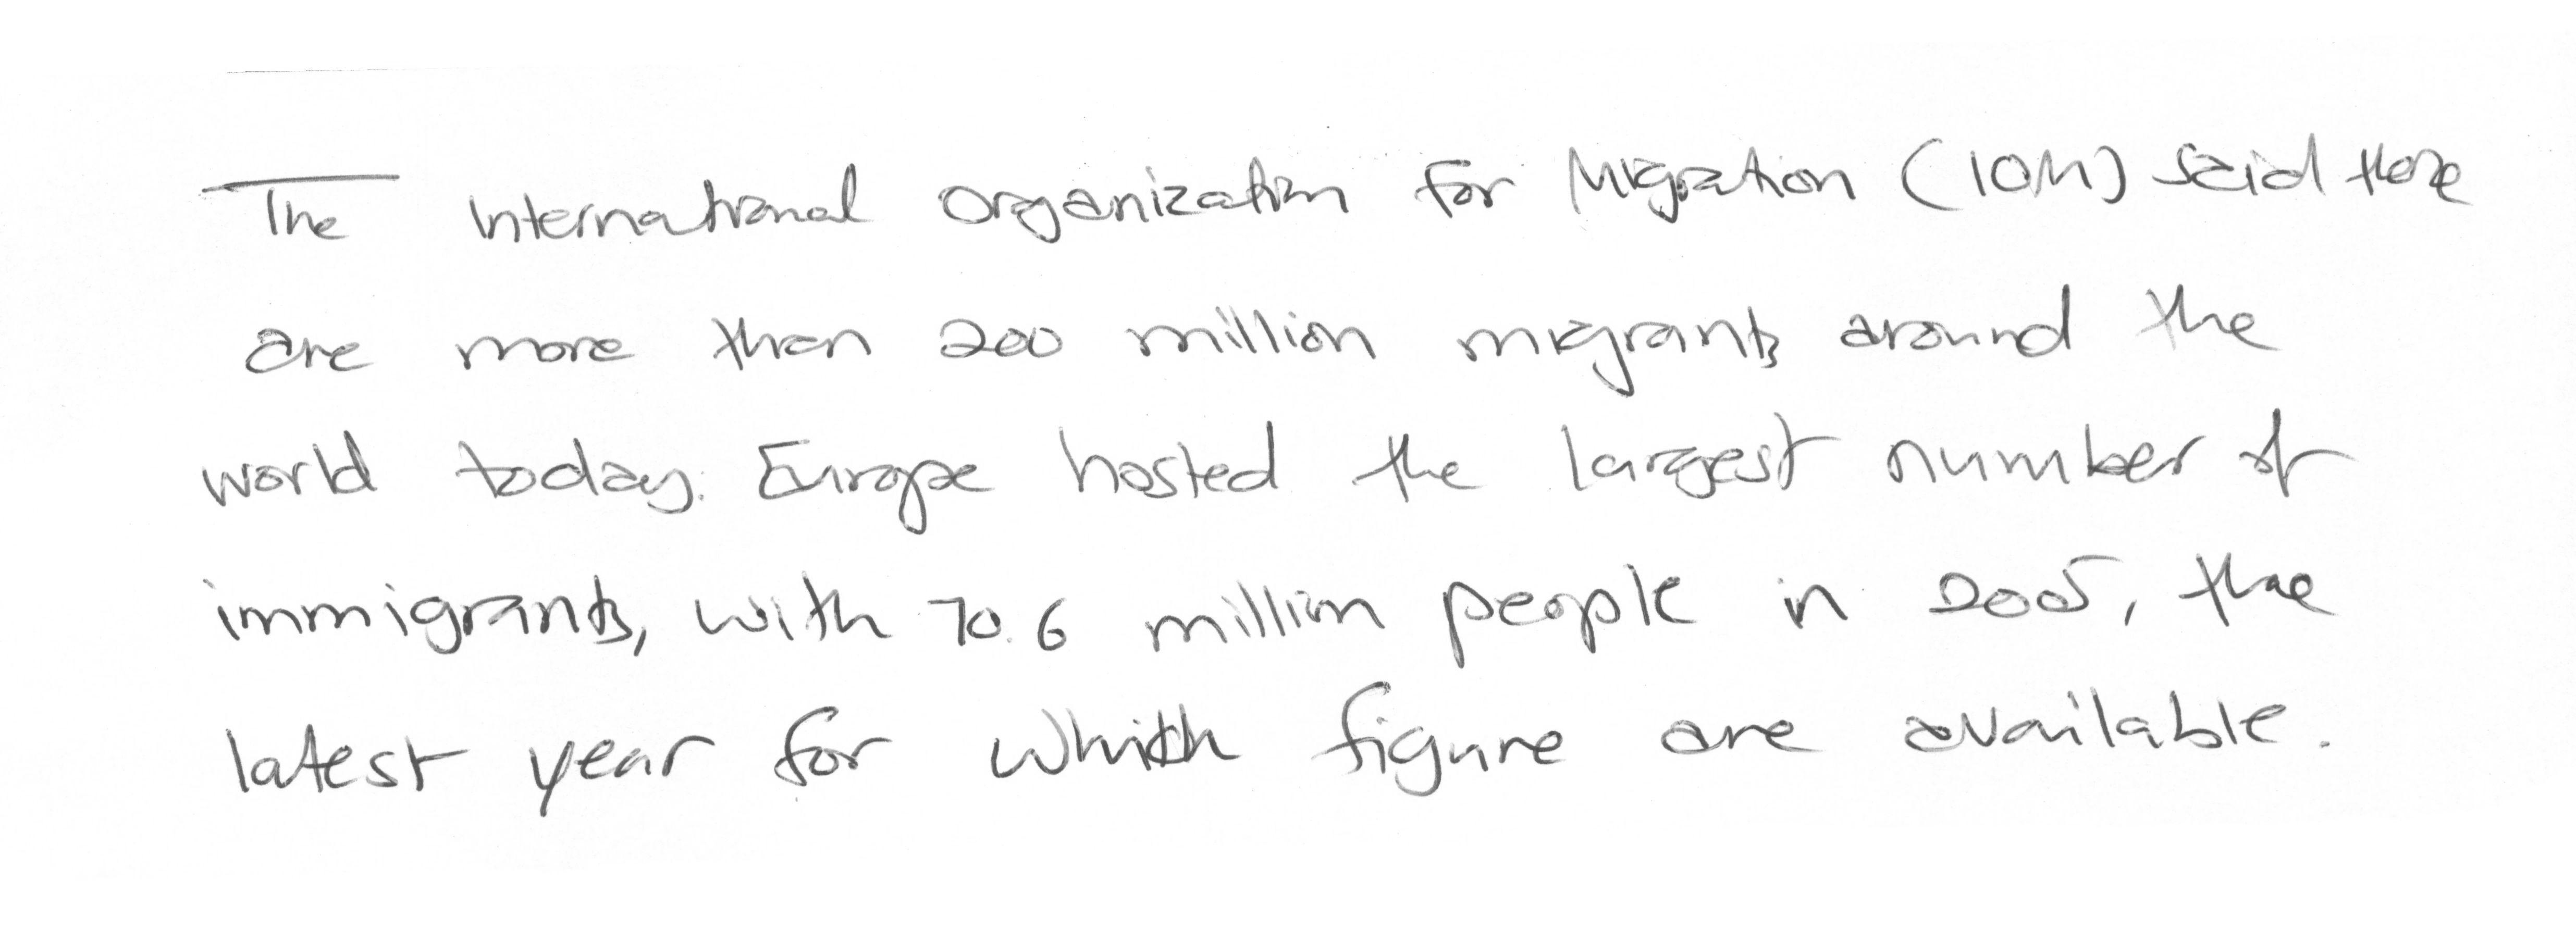 The International Organization for Migration (IOM) said there
are more than 200 million migrants around the
world today. Europe hosted the largest number of
immigrants, with 70.6 million people in 2005, the
latest year for which figure are available.